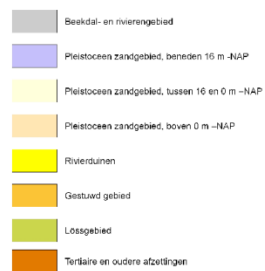 Beekdal- en rivierengebied
Pleistoceen zandgebied, beneden 16 m -NAP
Pleistoceen zandgebied, tussen 16 en 0 m –NAP
Pleistoceen zandgebied, boven 0 m –NAP
Rivierduinen
Gestuwd gebied
Lössgebied
Tertiaire en oudere afzettingen